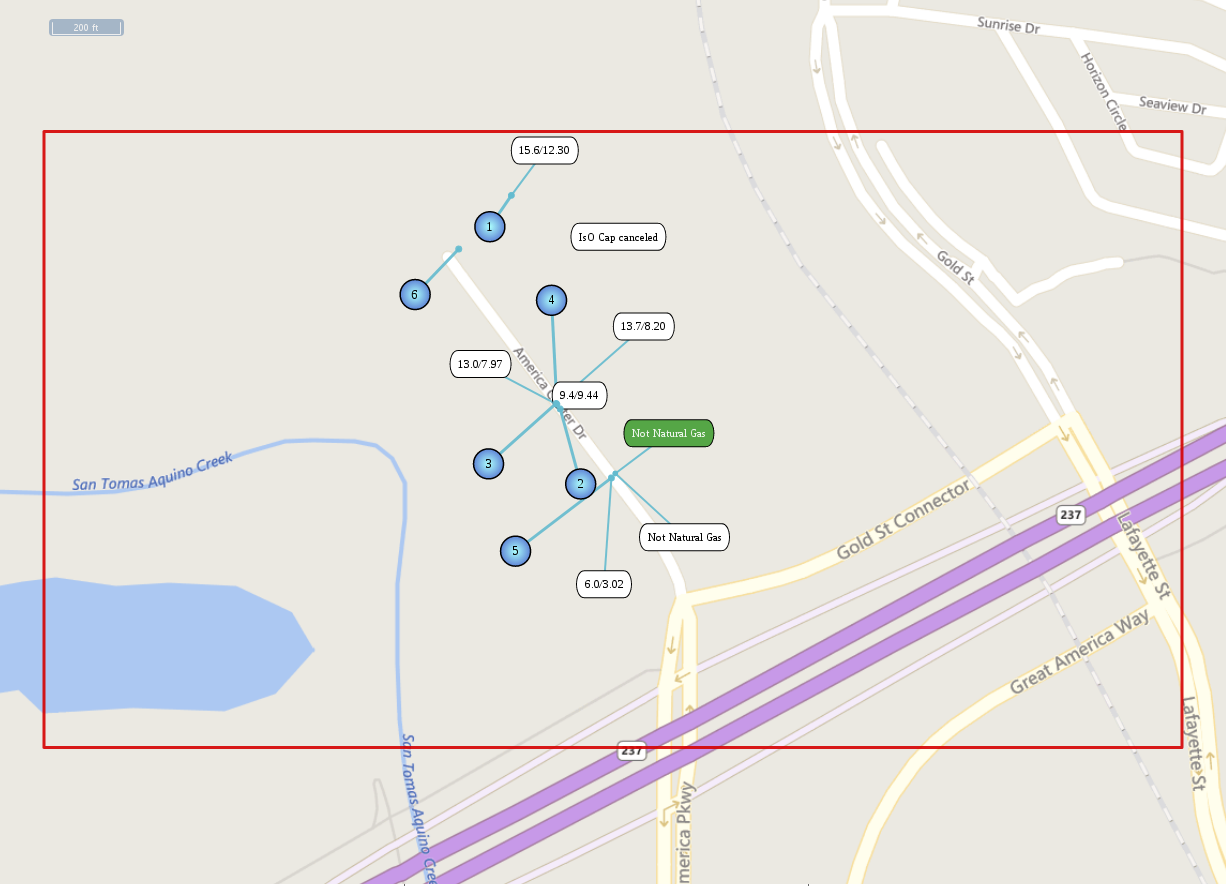 200 ft
Sunrise Dr
Horizon Circle
Seaview Dr
15.6/12.30
1
IsO Cap canceled
Gold St
6
4
13.7/8.20
13.0/7.97
America Center Dr
9.4/9.44
Not Natural Gas
3
2
San Tomas Aquino Creek
Gold St Connector
237
Lafayette St
5
Not Natural Gas
6.0/3.02
Great America Way
Lafayette St
237
San Tomas Aquino Cree
merica Pkwy